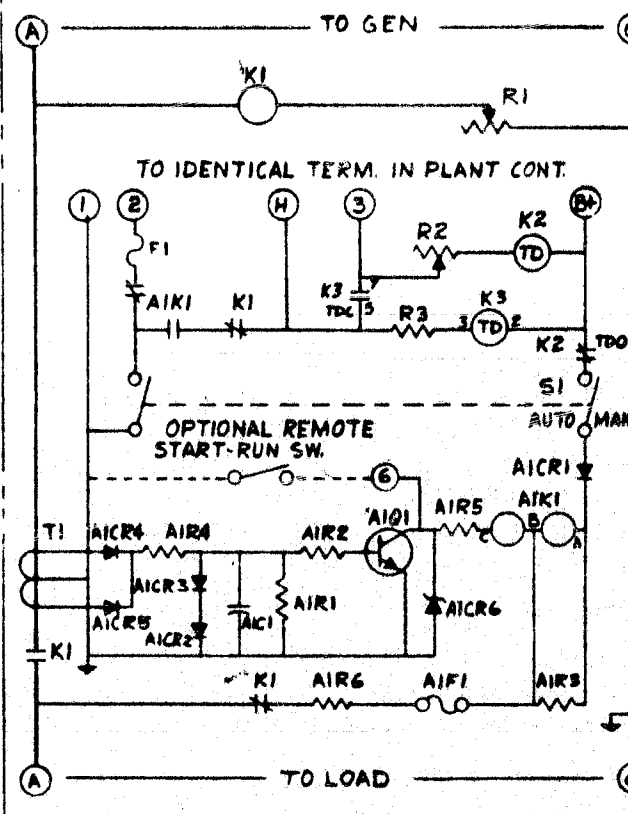 A TO GEN
K1
R1
TO IDENTICAL TERM. IN PLANT CONT.
1 2 H 3 B+
R2 K2
TD
F1
A1K1 K1
K3
TDC 5
R3
K3
3 TD 2
K2 TDO
S1
AUTO MAN
OPTIONAL REMOTE
START-RUN SW.
6
A1CR1
T1 A1CR4 A1R4 A1R2 A1Q1 A1R5 A1K1
C B A
A1CR3
A1CR5 A1CR2 A1C1 A1R1 A1CR6
K1
K1 A1R6 A1F1 A1R3
A TO LOAD